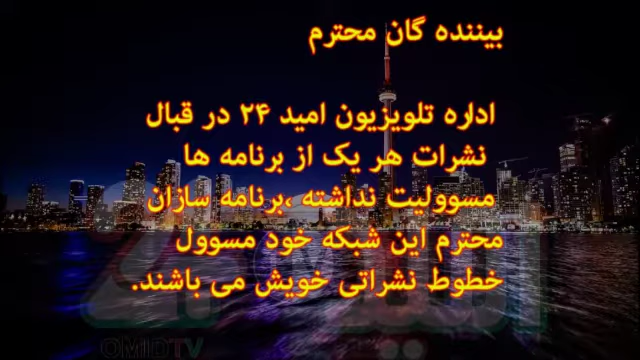 بیننده گان محترم
اداره تلویزیون امید ۲۴ در قبال
نشرات هر یک از برنامه ها
مسوولیت نداشته ،برنامه سازان
محترم این شبکه خود مسوول
خطوط نشراتی خویش می باشند.
OMIDTV